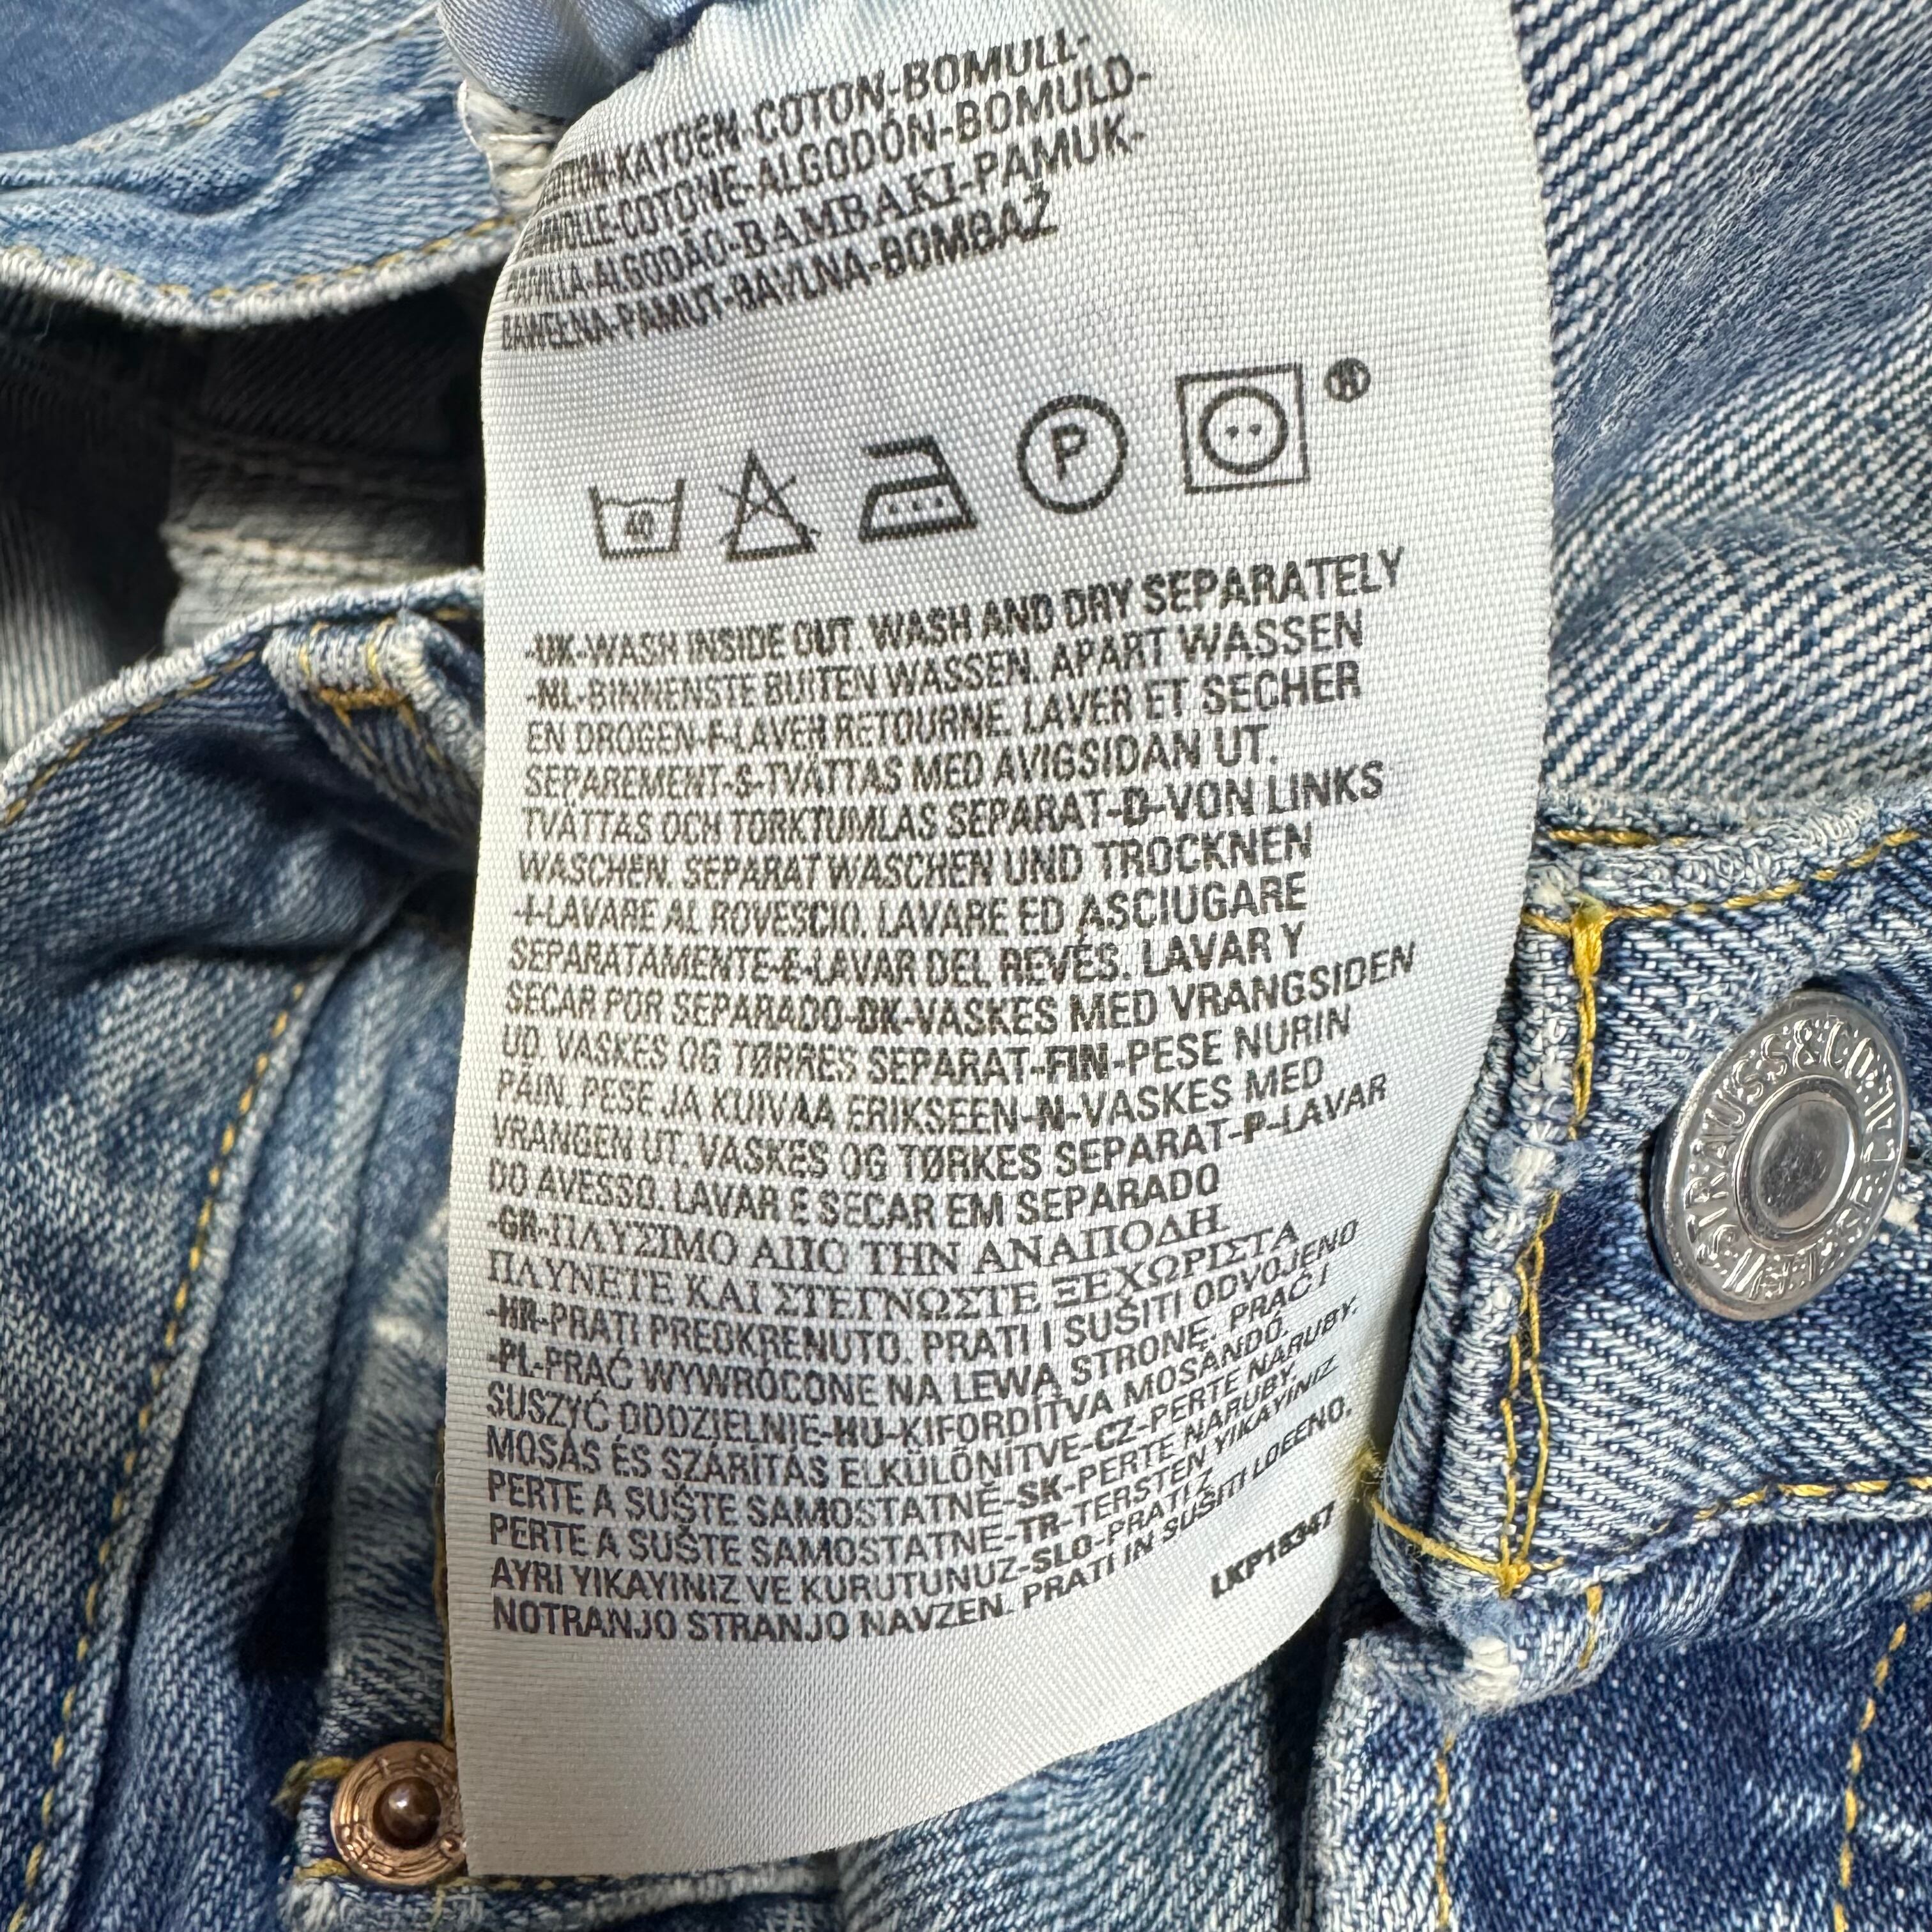 COTON-BOMULL-
COTONE-ALGODÓN-BOMULD-
ALGODÃO-BAMBAKI-PAMUK-
BAWEŁNA-PAMUT-BAVLNA-BOMBAŽ
40 P ®
-UK-WASH INSIDE OUT. WASH AND DRY SEPARATELY
-NL-BINNENSTE BUITEN WASSEN. APART WASSEN
EN DROGEN-F-LAVER RETOURNE. LAVER ET SECHER
SEPAREMENT-S-TVÄTTAS MED AVIGSIDAN UT.
TVÄTTAS OCH TORKTUMLAS SEPARAT-D-VON LINKS
WASCHEN. SEPARAT WASCHEN UND TROCKNEN
-I-LAVARE AL ROVESCIO. LAVARE ED ASCIUGARE
SEPARATAMENTE-E-LAVAR DEL REVÉS. LAVAR Y
SECAR POR SEPARADO-DK-VASKES MED VRANGSIDEN
UD. VASKES OG TØRRES SEPARAT-FIN-PESE NURIN
PÄIN. PESE JA KUIVAA ERIKSEEN-N-VASKES MED
VRANGEN UT. VASKES OG TØRKES SEPARAT-P-LAVAR
DO AVESSO. LAVAR E SECAR EM SEPARADO
-GR-ΠΛΥΣΙΜΟ ΑΠΟ ΤΗΝ ΑΝΑΠΟΔΗ.
ΠΛΥΝΕΤΕ ΚΑΙ ΣΤΕΓΝΩΣΤΕ ΞΕΧΩΡΙΣΤΑ
-HR-PRATI PREOKRENUTO. PRATI I SUŠITI ODVOJENO
-PL-PRAĆ WYWRÓCONE NA LEWĄ STRONĘ. PRAĆ I
SUSZYĆ ODDZIELNIE-HU-KIFORDÍTVA MOSANDÓ.
MOSÁS ÉS SZÁRÍTÁS ELKÜLÖNÍTVE-CZ-PERTE NARUBY.
PERTE A SUŠTE SAMOSTATNĚ-SK-PERTE NARUBY.
PERTE A SUŠTE SAMOSTATNE-TR-TERSTEN YIKAYINIZ.
AYRI YIKAYINIZ VE KURUTUNUZ-SLO-PRATI Z
NOTRANJO STRANJO NAVZEN. PRATI IN SUŠITI LOEENO.
LKP18347
LEVI STRAUSS & CO.